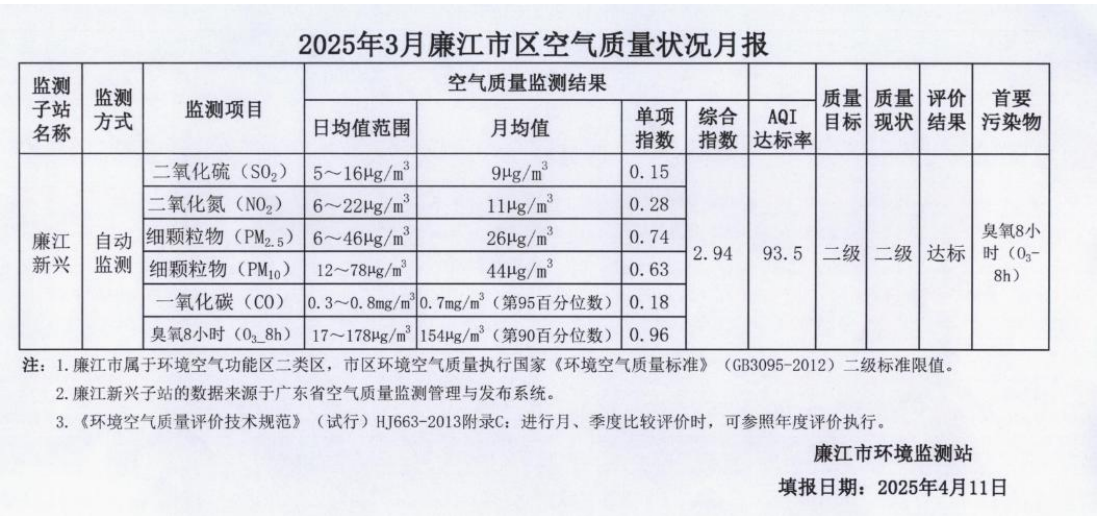 2025年3月廉江市区空气质量状况月报
监测子站名称 监测方式 监测项目 空气质量监测结果 质量目标 质量现状 评价结果 首要污染物
日均值范围 月均值 单项指数 综合指数 AQI达标率
廉江新兴 自动监测 二氧化硫（SO₂） 5～16μg/m³ 9μg/m³ 0.15 2.94 93.5 二级 二级 达标 臭氧8小时（O₃-8h）
二氧化氮（NO₂） 6～22μg/m³ 11μg/m³ 0.28
细颗粒物（PM₂.₅） 6～46μg/m³ 26μg/m³ 0.74
细颗粒物（PM₁₀） 12～78μg/m³ 44μg/m³ 0.63
一氧化碳（CO） 0.3～0.8mg/m³ 0.7mg/m³（第95百分位数） 0.18
臭氧8小时（O₃_8h） 17～178μg/m³ 154μg/m³（第90百分位数） 0.96
注：1.廉江市属于环境空气功能区二类区，市区环境空气质量执行国家《环境空气质量标准》（GB3095-2012）二级标准限值。
2.廉江新兴子站的数据来源于广东省空气质量监测管理与发布系统。
3.《环境空气质量评价技术规范》（试行）HJ663-2013附录C：进行月、季度比较评价时，可参照年度评价执行。
廉江市环境监测站
填报日期：2025年4月11日